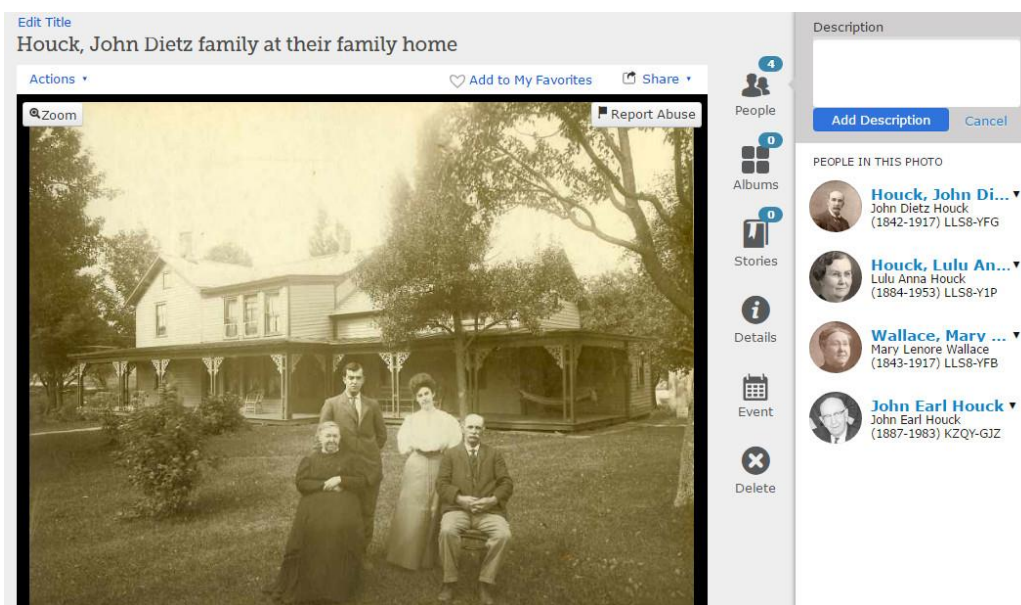 Edit Title
Houck, John Dietz family at their family home
Actions
Add to My Favorites
Share
Zoom
Report Abuse
4
People
0
Albums
0
Stories
Details
Event
Delete
Description
Add Description
Cancel
PEOPLE IN THIS PHOTO
Houck, John Di...
John Dietz Houck
(1842-1917) LLS8-YFG
Houck, Lulu An...
Lulu Anna Houck
(1884-1953) LLS8-Y1P
Wallace, Mary ...
Mary Lenore Wallace
(1843-1917) LLS8-YFB
John Earl Houck
John Earl Houck
(1887-1983) KZQY-GJZ